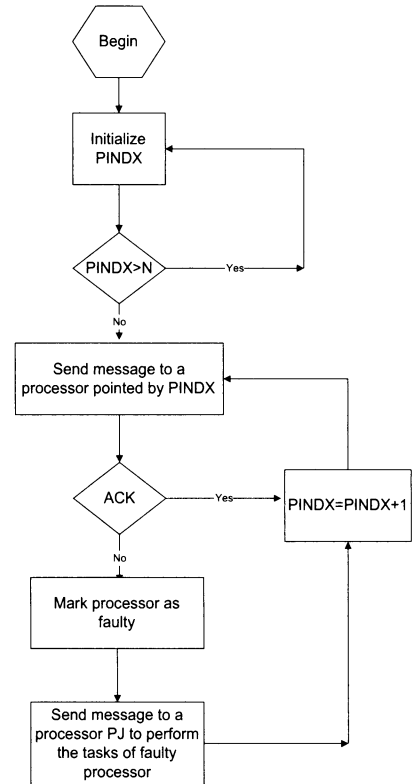 Begin
Initialize
PINDX
PINDX>N
Yes
No
Send message to a
processor pointed by PINDX
ACK
Yes
PINDX=PINDX+1
No
Mark processor as
faulty
Send message to a
processor PJ to perform
the tasks of faulty
processor